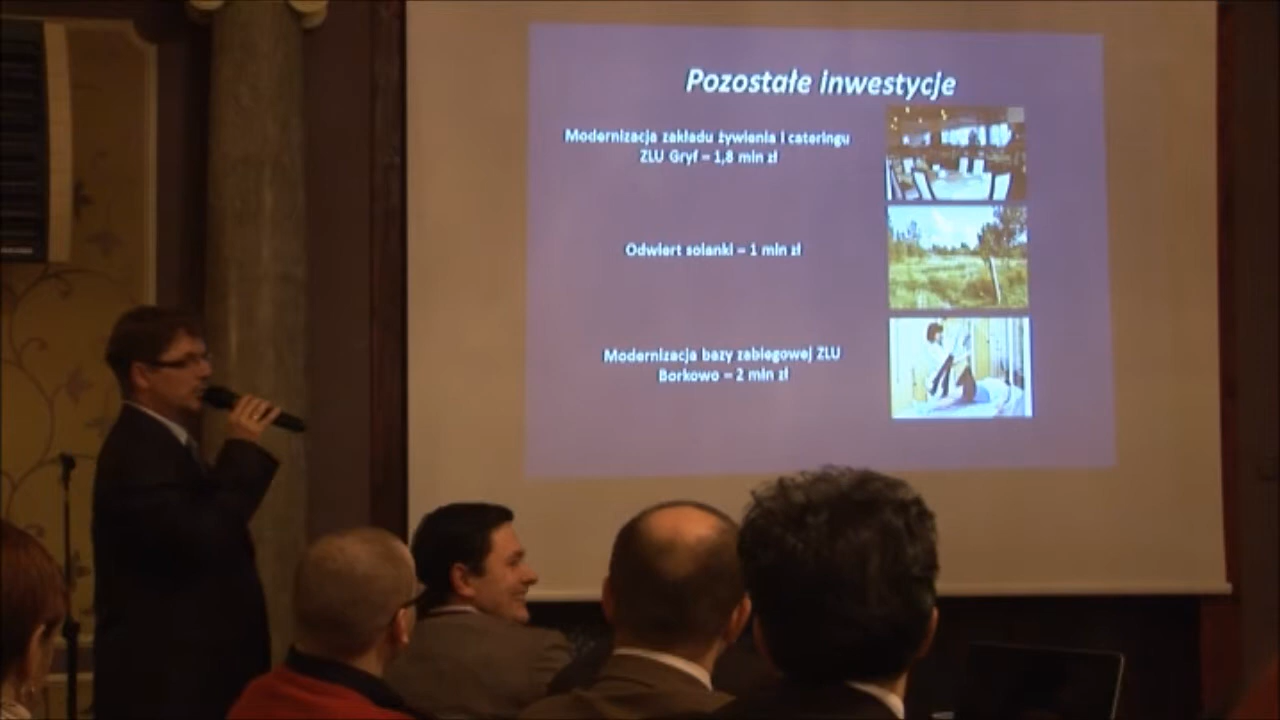 Pozostałe inwestycje
Modernizacja zakładu żywienia i cateringu
ZLU Gryf – 1,8 mln zł
Odwiert solanki – 1 mln zł
Modernizacja bazy zabiegowej ZLU
Borkowo – 2 mln zł